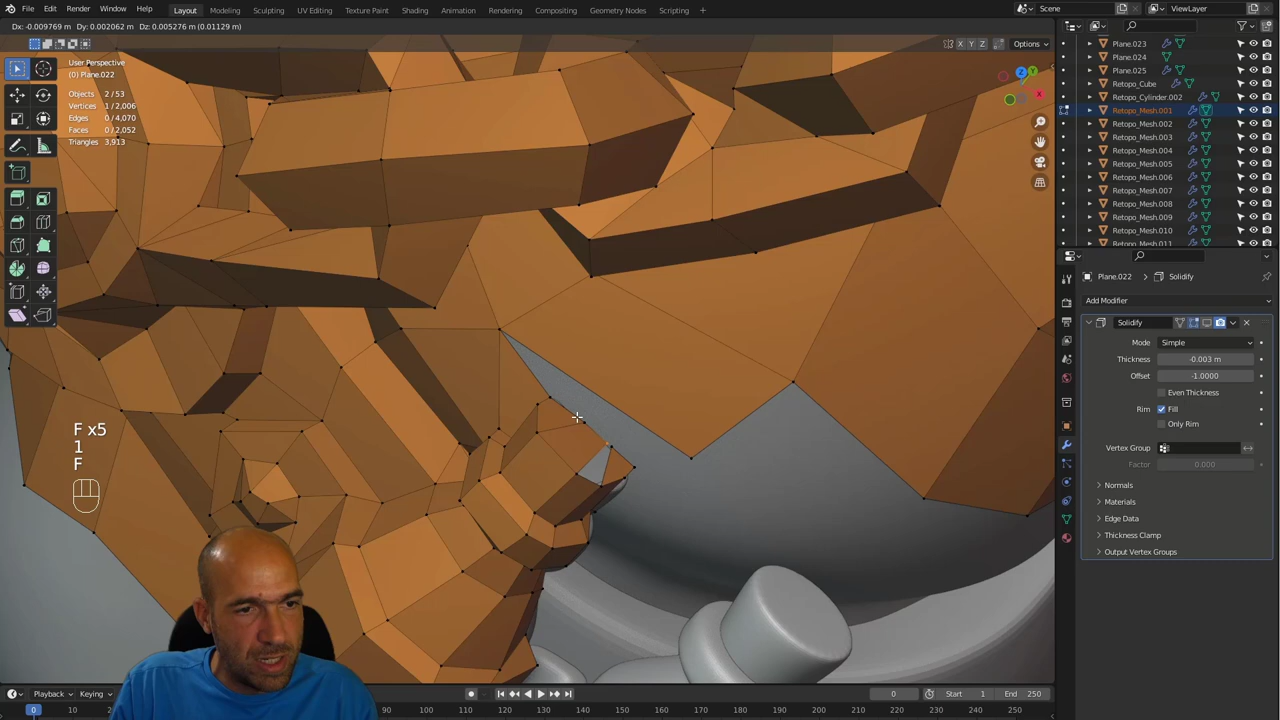 File Edit Render Window Help Layout Modeling Sculpting UV Editing Texture Paint Shading Animation Rendering Compositing Geometry Nodes Scripting + Scene ViewLayer
Dx: -0.009769 m Dy: 0.002062 m Dz: 0.005276 m (0.01129 m)
X Y Z Options
User Perspective
(0) Plane.022
Objects 2/53
Vertices 1/2,006
Edges 0/4,070
Faces 0/2,052
Triangles 3,913
Z Y X
F x5
1
F
Plane.023
Plane.024
Plane.025
Retopo_Cube
Retopo_Cylinder.002
Retopo_Mesh.001
Retopo_Mesh.002
Retopo_Mesh.003
Retopo_Mesh.004
Retopo_Mesh.005
Retopo_Mesh.006
Retopo_Mesh.007
Retopo_Mesh.008
Retopo_Mesh.009
Retopo_Mesh.010
Retopo_Mesh.011
Plane.022 > Solidify
Add Modifier
Solidify
Mode Simple
Thickness -0.003 m
Offset -1.0000
Even Thickness
Rim Fill
Only Rim
Vertex Group
Factor 0.000
Normals
Materials
Edge Data
Thickness Clamp
Output Vertex Groups
Playback Keying 0 Start 1 End 250
0 10 70 80 90 100 110 120 130 140 150 160 170 180 190 200 210 220 230 240 250